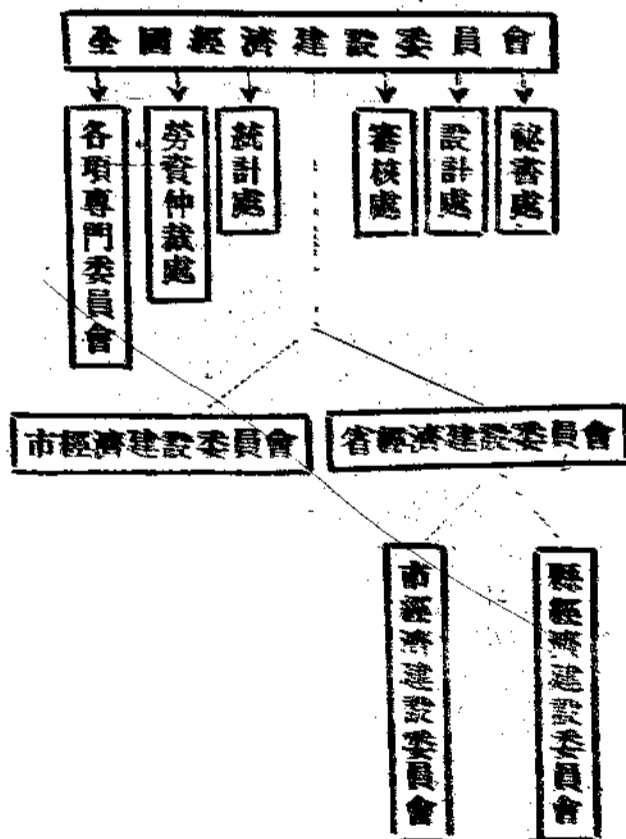 全國經濟建設委員會
祕書處
設計處
審核處
統計處
勞資仲裁處
各項專門委員會
省經濟建設委員會
市經濟建設委員會
縣經濟建設委員會
市經濟建設委員會